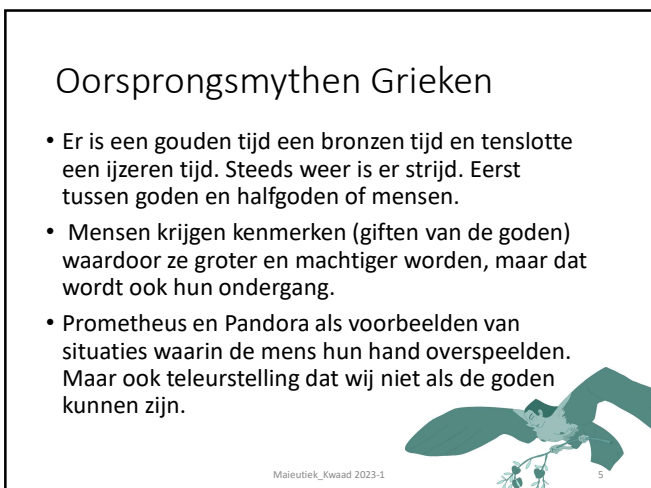 Oorsprongsmythen Grieken
• Er is een gouden tijd een bronzen tijd en tenslotte
een ijzeren tijd. Steeds weer is er strijd. Eerst
tussen goden en halfgoden of mensen.
• Mensen krijgen kenmerken (giften van de goden)
waardoor ze groter en machtiger worden, maar dat
wordt ook hun ondergang.
• Prometheus en Pandora als voorbeelden van
situaties waarin de mens hun hand overspeelden.
Maar ook teleurstelling dat wij niet als de goden
kunnen zijn.
Maieutiek_Kwaad 2023-1
5